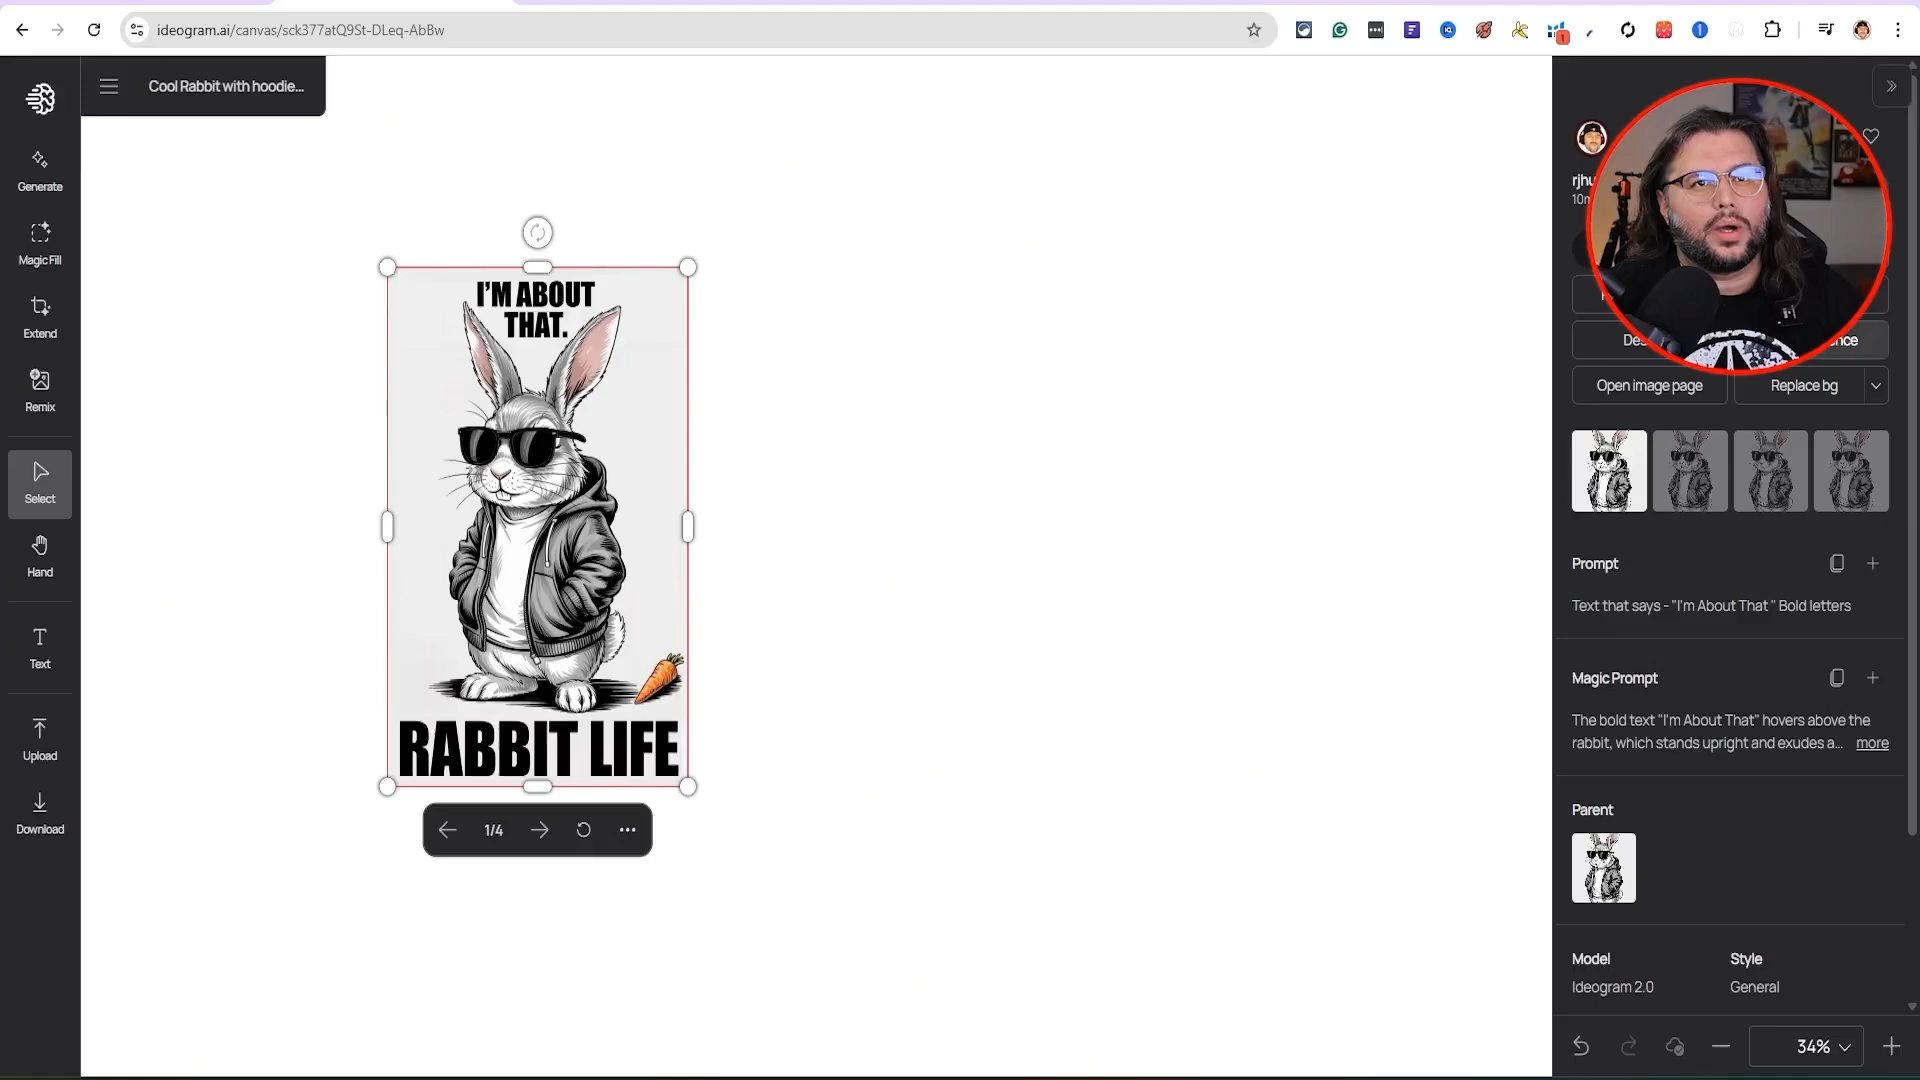 ideogram.ai/canvas/sck377atQ9St-DLeq-AbBw
1
Cool Rabbit with hoodie...
Generate
Magic Fill
Extend
Remix
Select
Hand
Text
Upload
Download
I'M ABOUT
THAT.
RABBIT LIFE
1/4
Open image page
Replace bg
Prompt
Text that says - "I'm About That " Bold letters
Magic Prompt
The bold text "I'm About That" hovers above the
rabbit, which stands upright and exudes a... more
Parent
Model
Style
Ideogram 2.0
General
34%